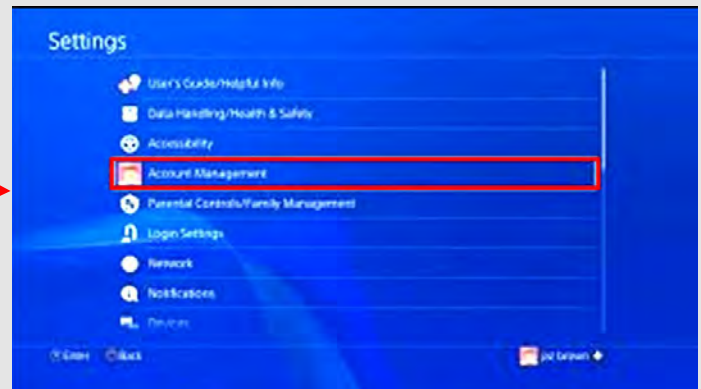 Settings
User's Guide/Helpful Info
Data Handling/Health & Safety
Accessibility
Account Management
Parental Controls/Family Management
Login Settings
Network
Notifications
Devices
Enter Back
brown